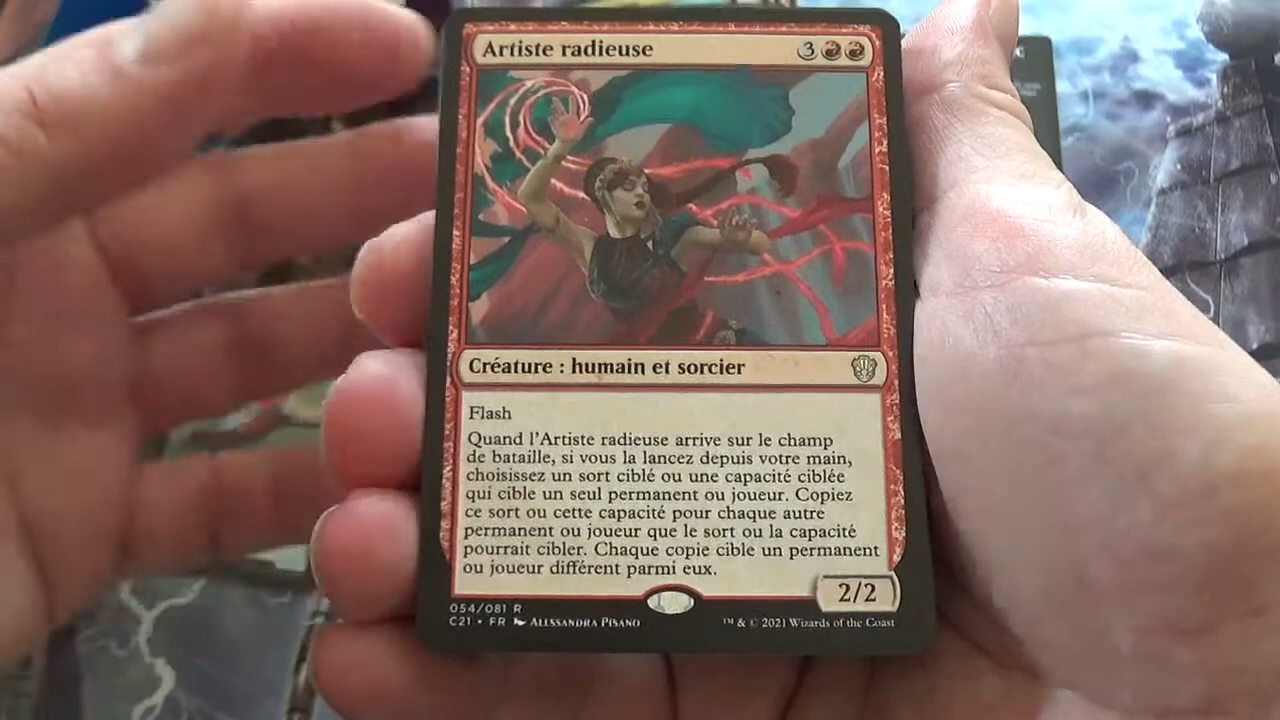 Artiste radieuse 3
Créature : humain et sorcier
Flash
Quand l'Artiste radieuse arrive sur le champ
de bataille, si vous la lancez depuis votre main,
choisissez un sort ciblé ou une capacité ciblée
qui cible un seul permanent ou joueur. Copiez
ce sort ou cette capacité pour chaque autre
permanent ou joueur que le sort ou la capacité
pourrait cibler. Chaque copie cible un permanent
ou joueur différent parmi eux.
2/2
054/081 R
C21 • FR Alessandra Pisano
™ & © 2021 Wizards of the Coast